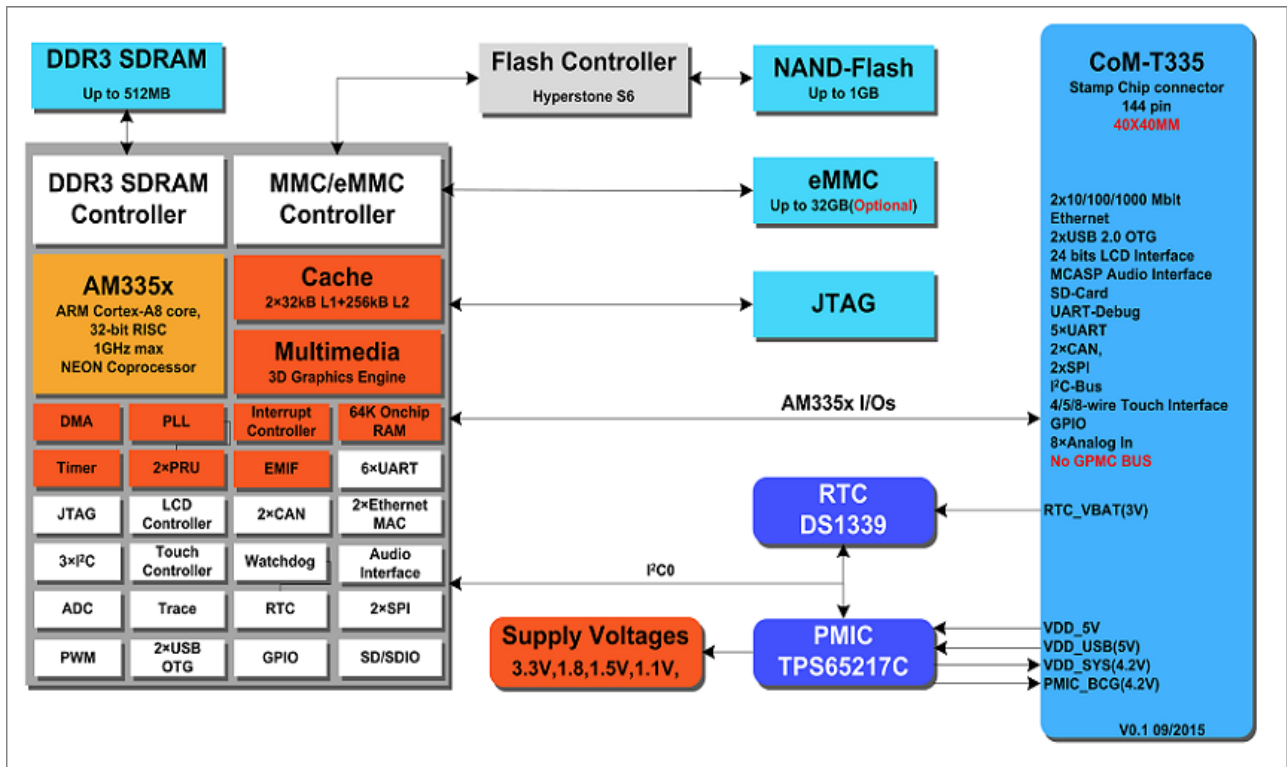 DDR3 SDRAM
Up to 512MB
Flash Controller
Hyperstone S6
NAND-Flash
Up to 1GB
DDR3 SDRAM
Controller
MMC/eMMC
Controller
eMMC
Up to 32GB(Optional)
AM335x
ARM Cortex-A8 core,
32-bit RISC
1GHz max
NEON Coprocessor
Cache
2×32kB L1+256kB L2
Multimedia
3D Graphics Engine
JTAG
DMA
PLL
Interrupt
Controller
64K Onchip
RAM
Timer
2×PRU
EMIF
6×UART
JTAG
LCD
Controller
2×CAN
2×Ethernet
MAC
3×I²C
Touch
Controller
Watchdog
Audio
Interface
ADC
Trace
RTC
2×SPI
PWM
2×USB
OTG
GPIO
SD/SDIO
AM335x I/Os
RTC
DS1339
I²C0
Supply Voltages
3.3V,1.8,1.5V,1.1V,
PMIC
TPS65217C
CoM-T335
Stamp Chip connector
144 pin
40X40MM
2x10/100/1000 Mbit
Ethernet
2xUSB 2.0 OTG
24 bits LCD Interface
MCASP Audio Interface
SD-Card
UART-Debug
5×UART
2×CAN,
2xSPI
I²C-Bus
4/5/8-wire Touch Interface
GPIO
8×Analog In
No GPMC BUS
RTC_VBAT(3V)
VDD_5V
VDD_USB(5V)
VDD_SYS(4.2V)
PMIC_BCG(4.2V)
V0.1 09/2015